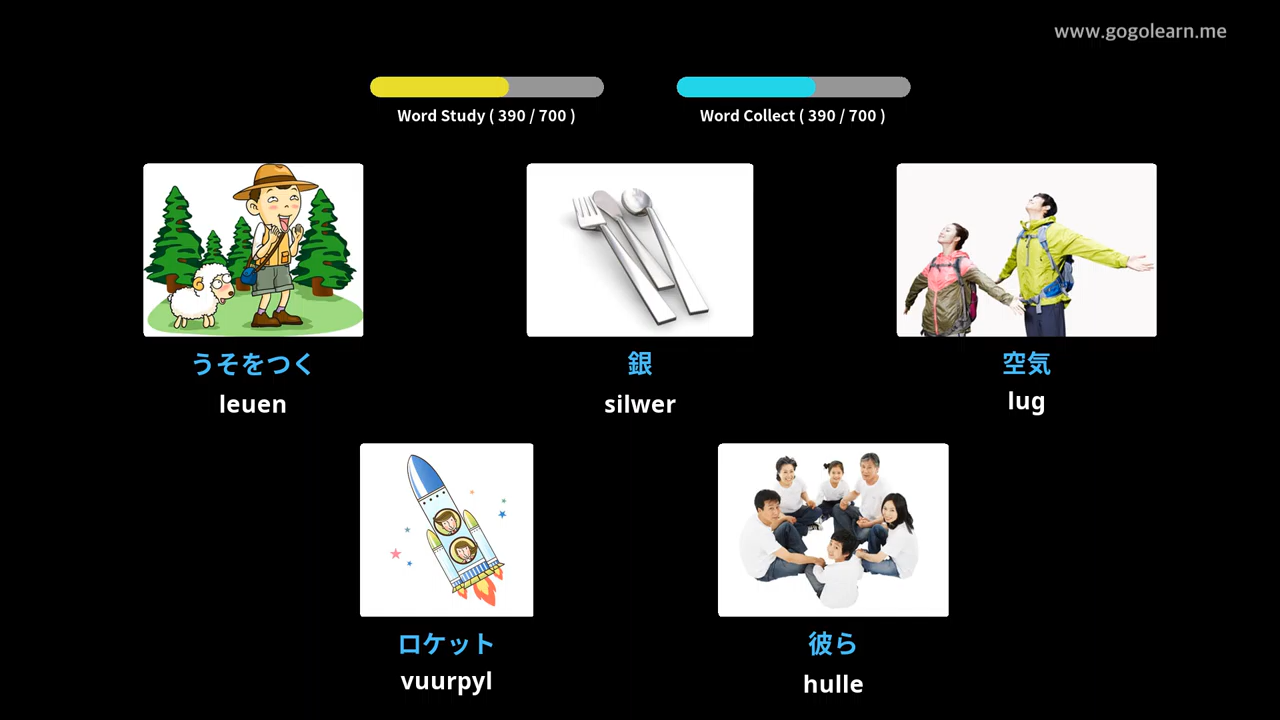 www.gogolearn.me
Word Study ( 390 / 700 )
Word Collect ( 390 / 700 )
うそをつく
leuen
銀
silwer
空気
lug
ロケット
vuurpyl
彼ら
hulle